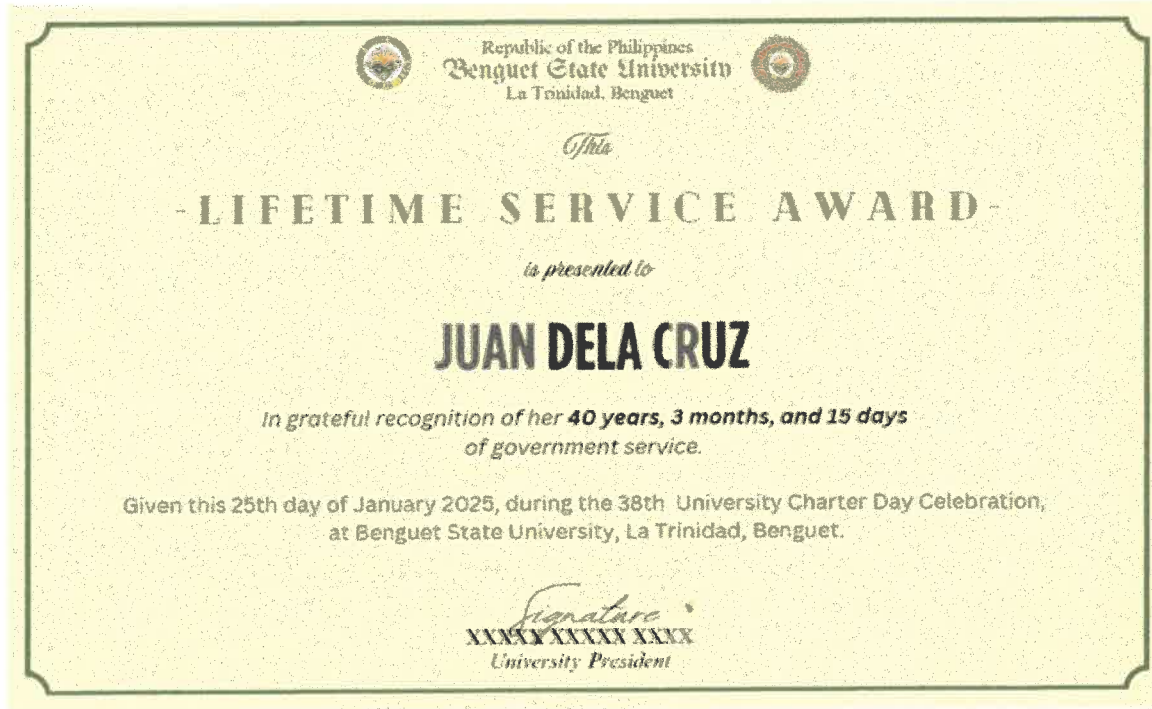 Republic of the Philippines
Benguet State University
La Trinidad, Benguet
This
-LIFETIME SERVICE AWARD-
is presented to
JUAN DELA CRUZ
In grateful recognition of her 40 years, 3 months, and 15 days
of government service.
Given this 25th day of January 2025, during the 38th University Charter Day Celebration,
at Benguet State University, La Trinidad, Benguet.
Signature
XXXXX XXXXX XXXX
University President